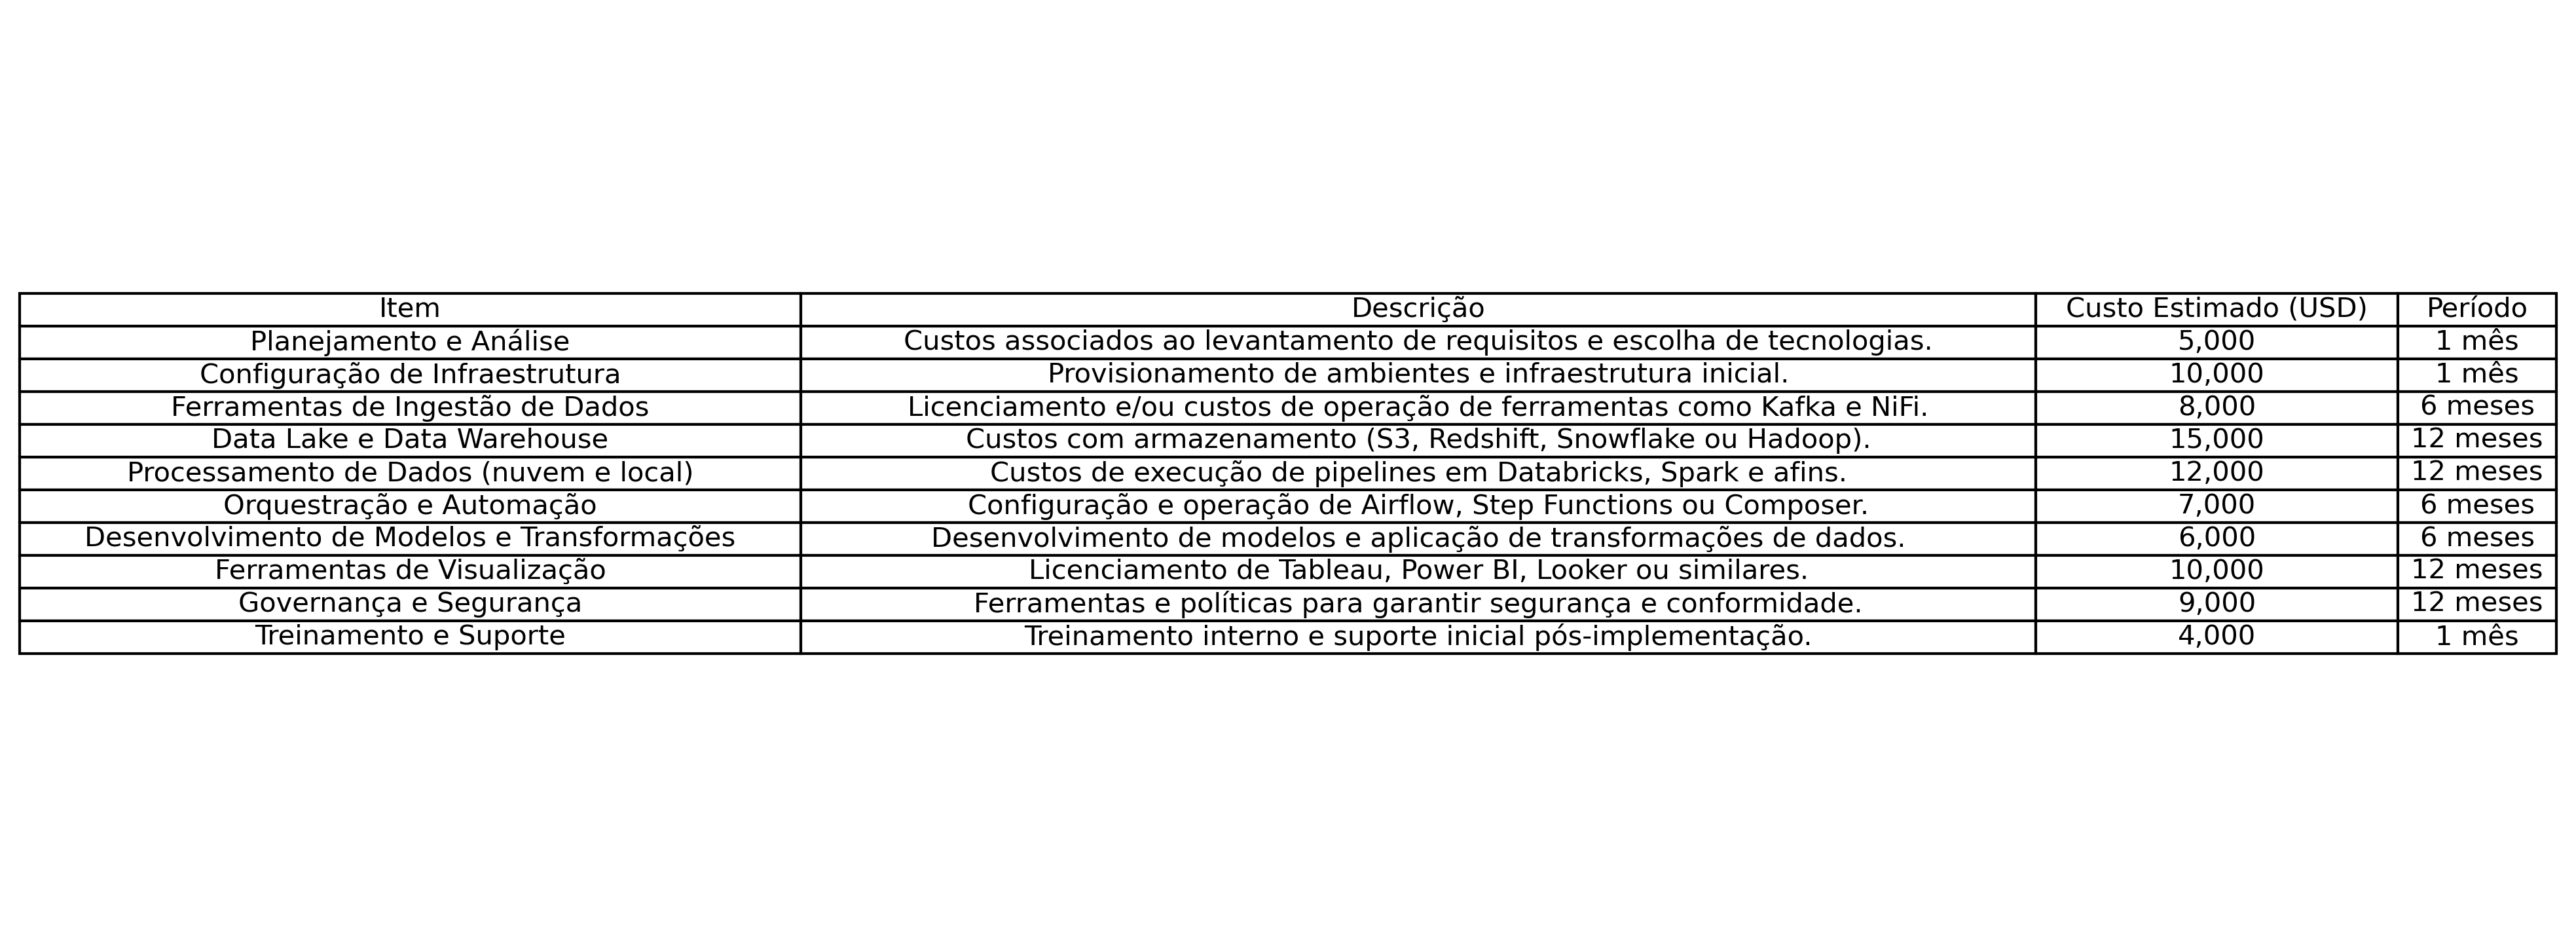 Item Descrição Custo Estimado (USD) Período
Planejamento e Análise Custos associados ao levantamento de requisitos e escolha de tecnologias. 5,000 1 mês
Configuração de Infraestrutura Provisionamento de ambientes e infraestrutura inicial. 10,000 1 mês
Ferramentas de Ingestão de Dados Licenciamento e/ou custos de operação de ferramentas como Kafka e NiFi. 8,000 6 meses
Data Lake e Data Warehouse Custos com armazenamento (S3, Redshift, Snowflake ou Hadoop). 15,000 12 meses
Processamento de Dados (nuvem e local) Custos de execução de pipelines em Databricks, Spark e afins. 12,000 12 meses
Orquestração e Automação Configuração e operação de Airflow, Step Functions ou Composer. 7,000 6 meses
Desenvolvimento de Modelos e Transformações Desenvolvimento de modelos e aplicação de transformações de dados. 6,000 6 meses
Ferramentas de Visualização Licenciamento de Tableau, Power BI, Looker ou similares. 10,000 12 meses
Governança e Segurança Ferramentas e políticas para garantir segurança e conformidade. 9,000 12 meses
Treinamento e Suporte Treinamento interno e suporte inicial pós-implementação. 4,000 1 mês